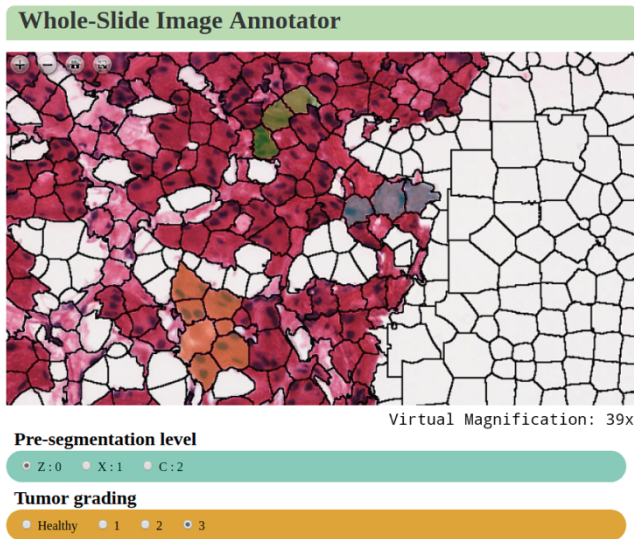 Whole-Slide Image Annotator
Virtual Magnification: 39x
Pre-segmentation level
Z : 0 X : 1 C : 2
Tumor grading
Healthy 1 2 3